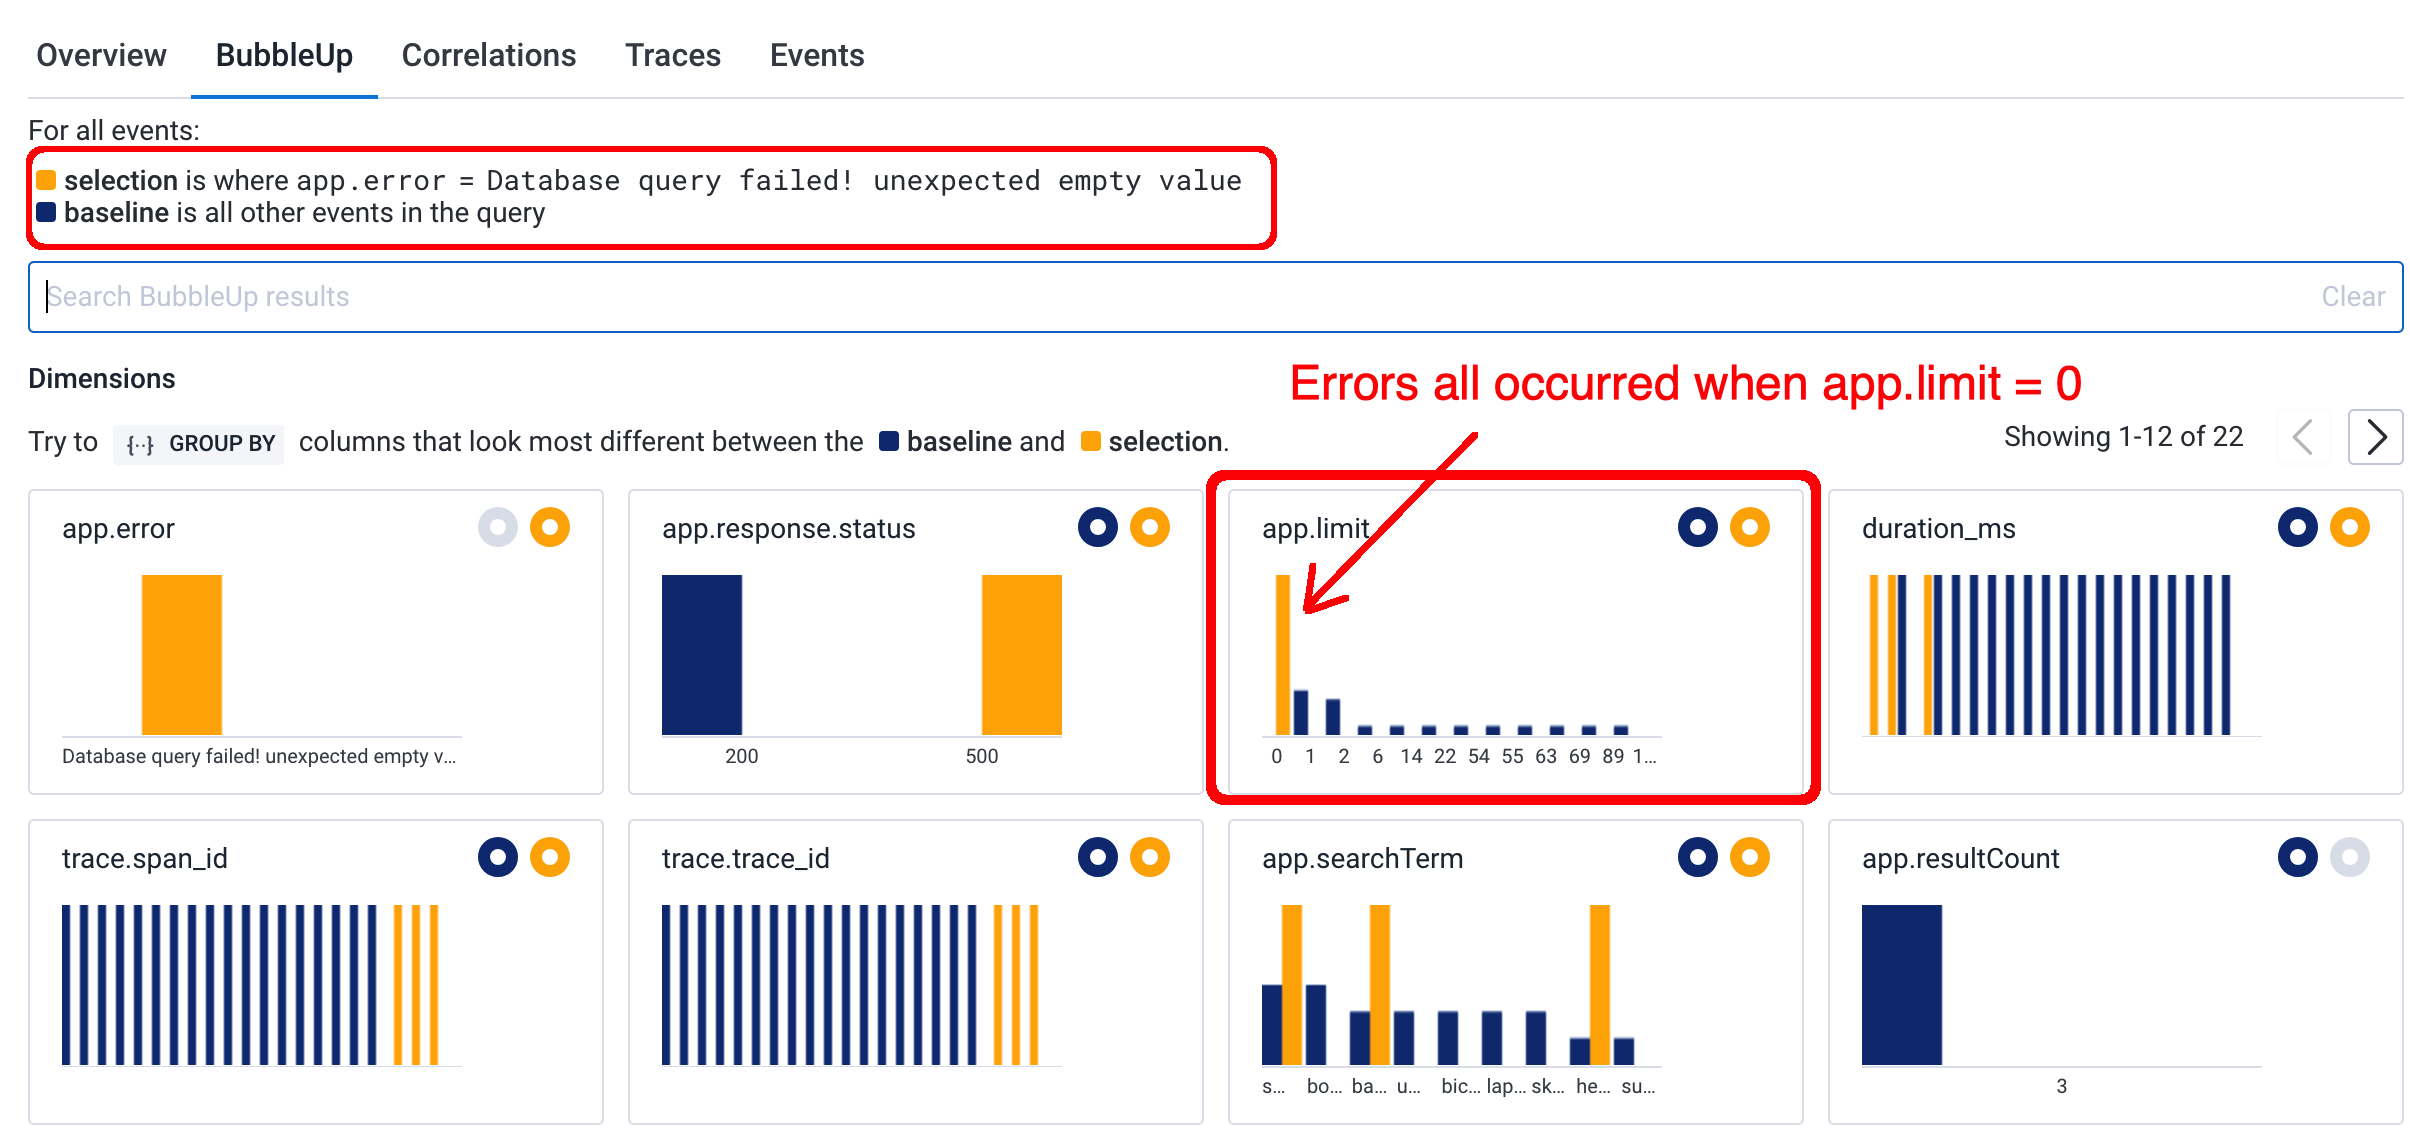 Overview BubbleUp Correlations Traces Events
For all events:
selection is where app.error = Database query failed! unexpected empty value
baseline is all other events in the query
Search BubbleUp results Clear
Dimensions
Errors all occurred when app.limit = 0
Try to {··} GROUP BY columns that look most different between the baseline and selection.
Showing 1-12 of 22
app.error
Database query failed! unexpected empty v...
app.response.status
200 500
app.limit
0 1 2 6 14 22 54 55 63 69 89 1...
duration_ms
trace.span_id
trace.trace_id
app.searchTerm
s... bo... ba... u... bic... lap... sk... he... su...
app.resultCount
3